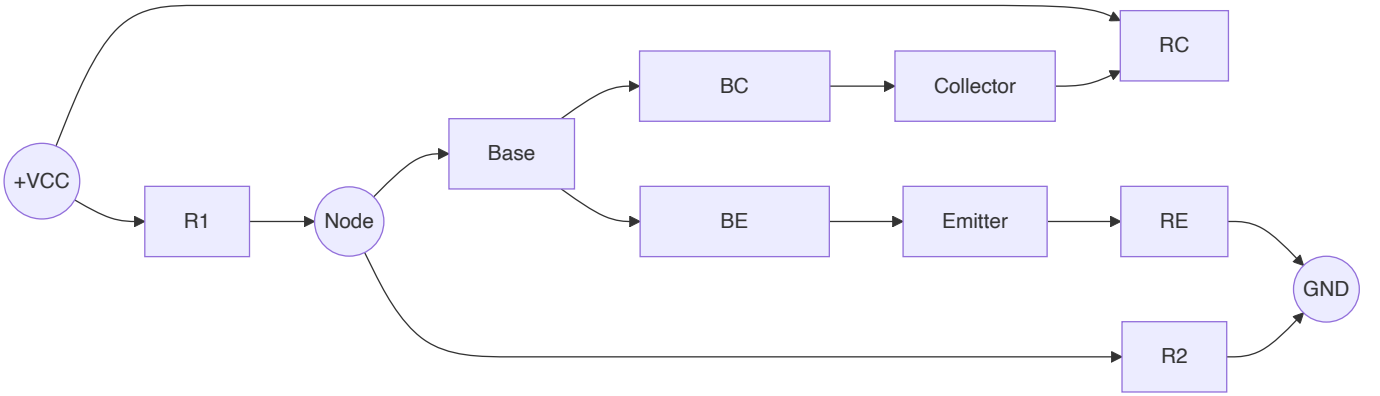 +VCC
R1
Node
Base
BC
BE
Collector
Emitter
RC
RE
R2
GND